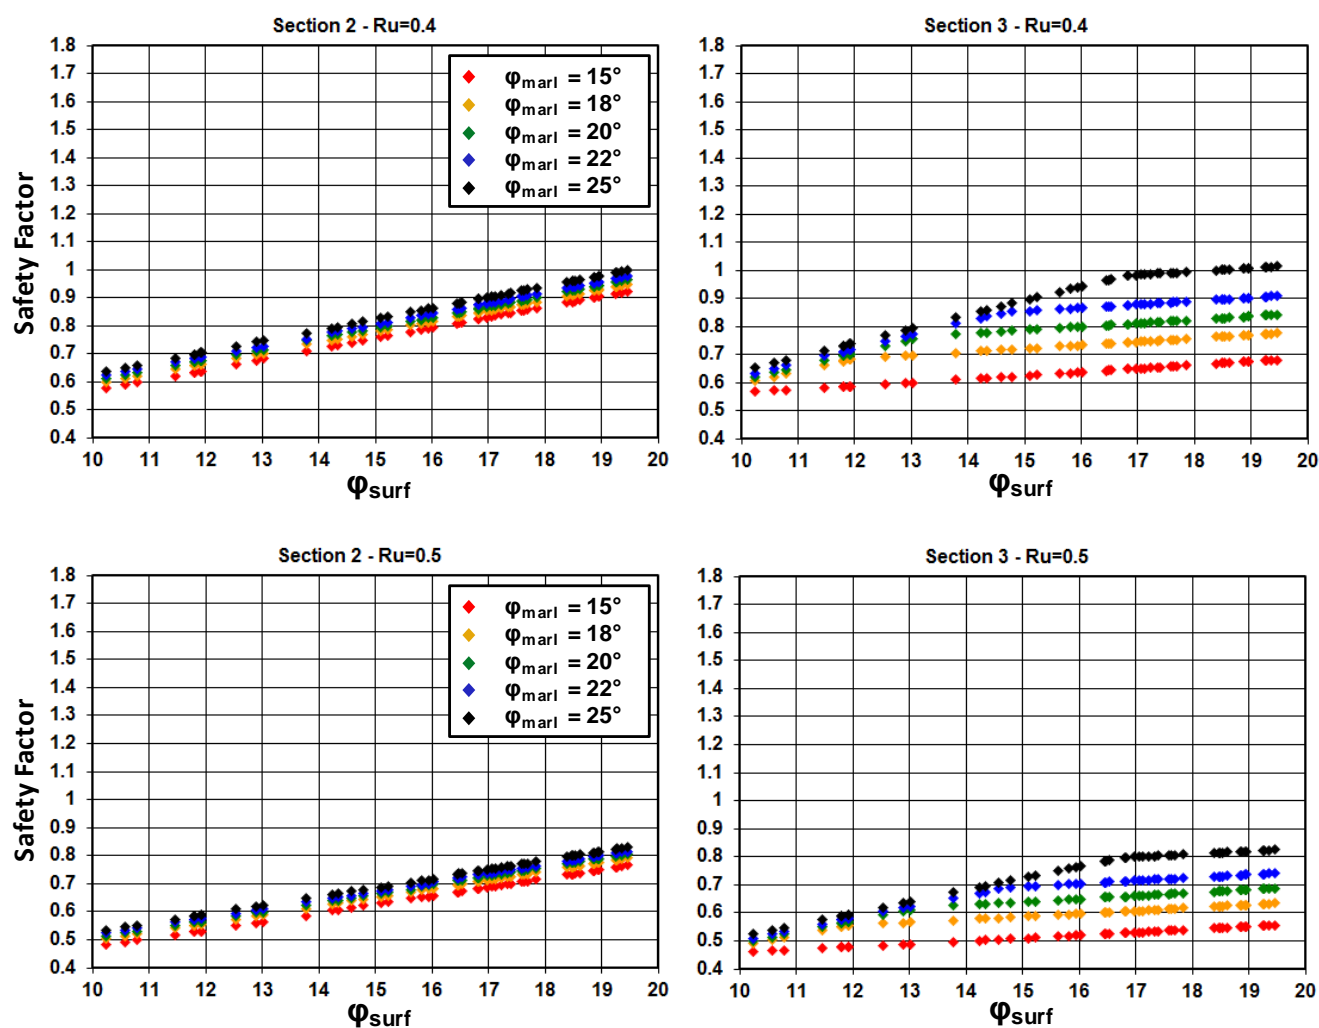 Section 2 - Ru=0.4
Section 3 - Ru=0.4
1.8
1.7
1.6
1.5
1.4
1.3
1.2
1.1
1
0.9
0.8
0.7
0.6
0.5
0.4
Safety Factor
φmarl = 15°
φmarl = 18°
φmarl = 20°
φmarl = 22°
φmarl = 25°
10 11 12 13 14 15 16 17 18 19 20
φsurf
1.8
1.7
1.6
1.5
1.4
1.3
1.2
1.1
1
0.9
0.8
0.7
0.6
0.5
0.4
10 11 12 13 14 15 16 17 18 19 20
φsurf
Section 2 - Ru=0.5
Section 3 - Ru=0.5
1.8
1.7
1.6
1.5
1.4
1.3
1.2
1.1
1
0.9
0.8
0.7
0.6
0.5
0.4
Safety Factor
φmarl = 15°
φmarl = 18°
φmarl = 20°
φmarl = 22°
φmarl = 25°
10 11 12 13 14 15 16 17 18 19 20
φsurf
1.8
1.7
1.6
1.5
1.4
1.3
1.2
1.1
1
0.9
0.8
0.7
0.6
0.5
0.4
10 11 12 13 14 15 16 17 18 19 20
φsurf